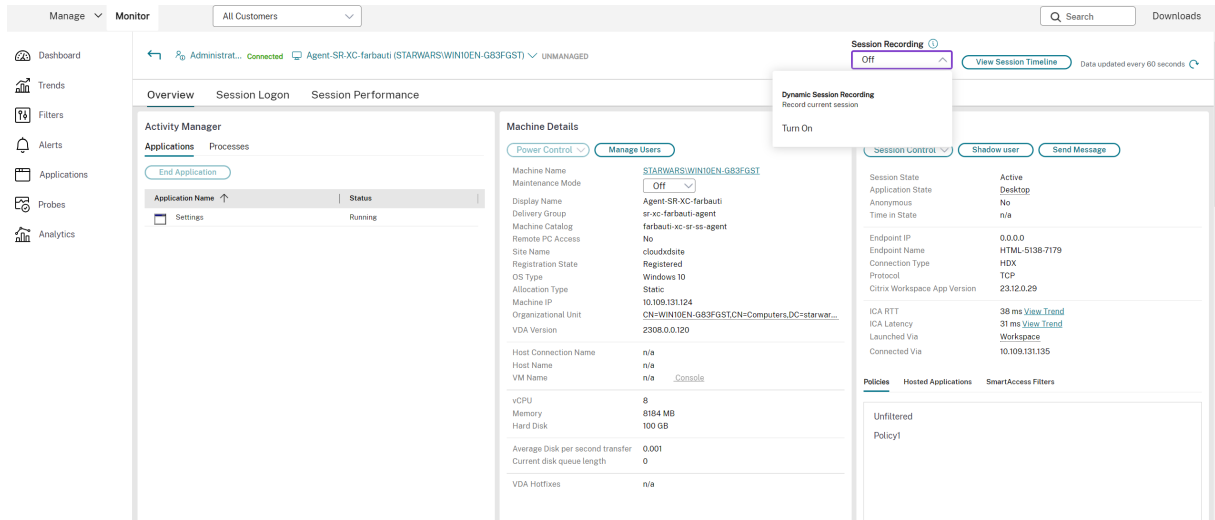 Manage
Monitor
All Customers
Search
Downloads
Dashboard
Trends
Filters
Alerts
Applications
Probes
Analytics
Administrat... Connected Agent-SR-XC-farbauti (STARWARS\WIN10EN-G83FGST) UNMANAGED
Session Recording
Off
View Session Timeline
Data updated every 60 seconds
Dynamic Session Recording
Record current session
Turn On
Overview Session Logon Session Performance
Activity Manager
Applications Processes
End Application
Application Name Status
Settings Running
Machine Details
Power Control Manage Users
Machine Name STARWARS\WIN10EN-G83FGST
Maintenance Mode Off
Display Name Agent-SR-XC-farbauti
Delivery Group sr-xc-farbauti-agent
Machine Catalog farbauti-xc-sr-ss-agent
Remote PC Access No
Site Name cloudxdsite
Registration State Registered
OS Type Windows 10
Allocation Type Static
Machine IP 10.109.131.124
Organizational Unit CN=WIN10EN-G83FGST,CN=Computers,DC=starwar...
VDA Version 2308.0.0.120
Host Connection Name n/a
Host Name n/a
VM Name n/a Console
vCPU 8
Memory 8184 MB
Hard Disk 100 GB
Average Disk per second transfer 0.001
Current disk queue length 0
VDA Hotfixes n/a
Session Control Shadow user Send Message
Session State Active
Application State Desktop
Anonymous No
Time in State n/a
Endpoint IP 0.0.0.0
Endpoint Name HTML-5138-7179
Connection Type HDX
Protocol TCP
Citrix Workspace App Version 23.12.0.29
ICA RTT 38 ms View Trend
ICA Latency 31 ms View Trend
Launched Via Workspace
Connected Via 10.109.131.135
Policies Hosted Applications SmartAccess Filters
Unfiltered
Policy1